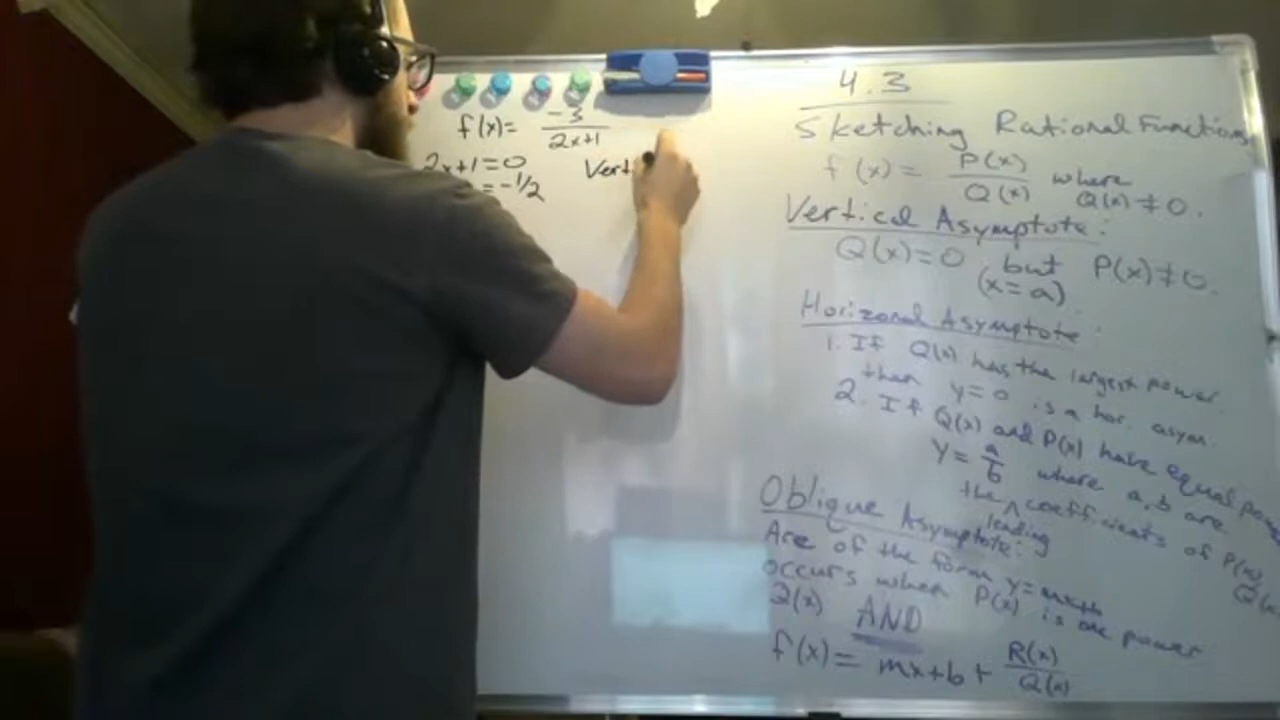 f(x)= -3/2x+1
2x+1=0
=-1/2
Vert
4.3
Sketching Rational Functions
f(x) = P(x)/Q(x) where Q(x)≠0.
Vertical Asymptote:
Q(x)=0 but P(x)≠0.
(x=a)
Horizonal Asymptote:
1. If Q(x) has the largest power.
then y=0 is a hor. asym.
2. If Q(x) and P(x) have equal
y = a/b where a,b are
the leading coefficients of P(x),
Q(x)
Oblique Asymptote:
Are of the form y=mx+b
occurs when P(x) is one power
AND
f(x)= mx+b+ R(x)/Q(x)